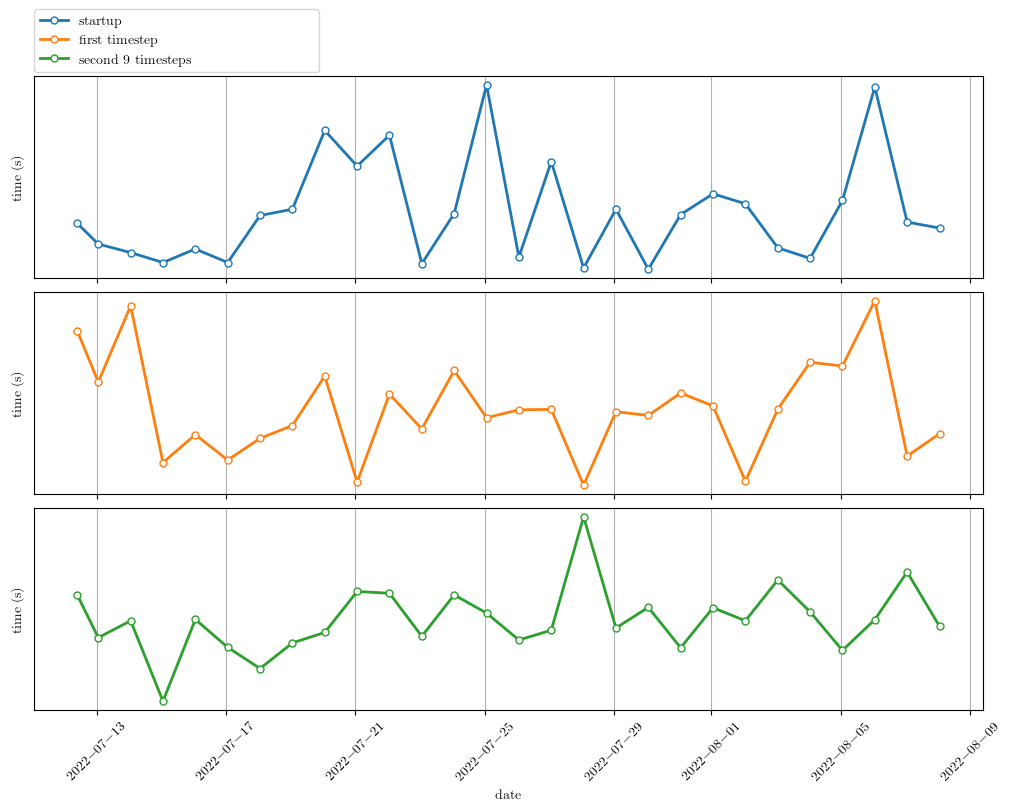 startup
first timestep
second 9 timesteps
time (s)
time (s)
time (s)
2022−07−13
2022−07−17
2022−07−21
2022−07−25
2022−07−29
2022−08−01
2022−08−05
2022−08−09
date